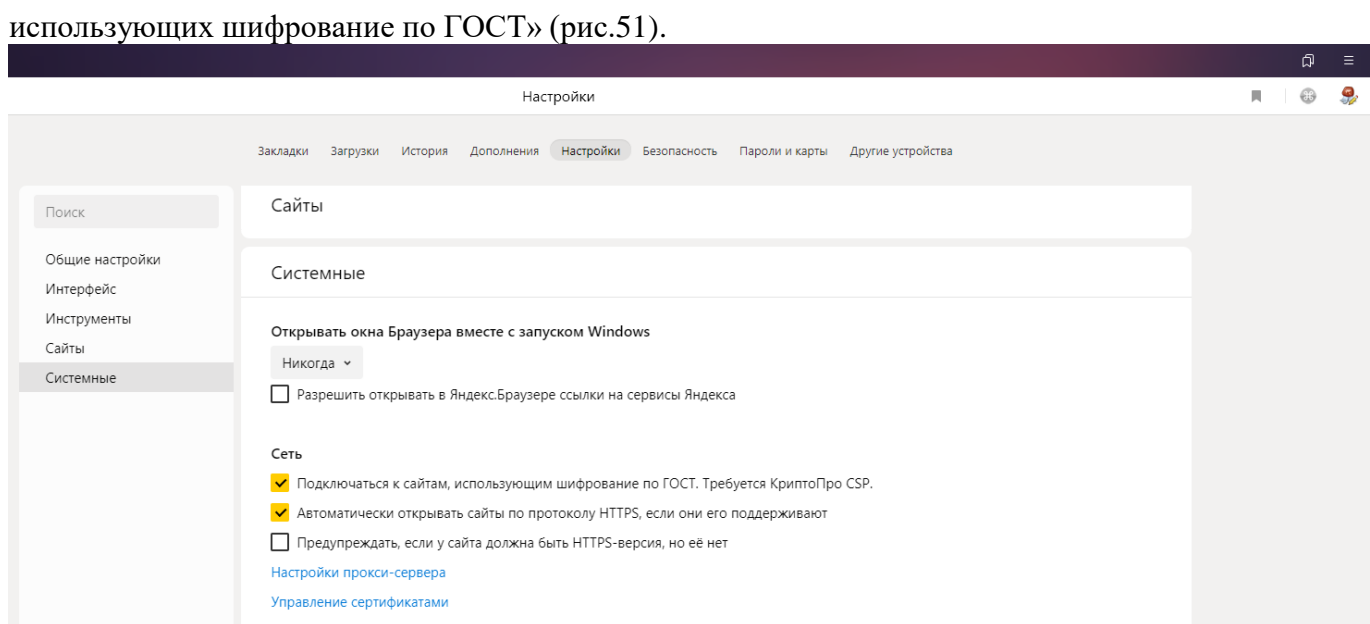 использующих шифрование по ГОСТ» (рис.51).
Настройки
Закладки Загрузки История Дополнения Настройки Безопасность Пароли и карты Другие устройства
Поиск
Общие настройки
Интерфейс
Инструменты
Сайты
Системные
Сайты
Системные
Открывать окна Браузера вместе с запуском Windows
Никогда
Разрешить открывать в Яндекс.Браузере ссылки на сервисы Яндекса
Сеть
Подключаться к сайтам, использующим шифрование по ГОСТ. Требуется КриптоПро CSP.
Автоматически открывать сайты по протоколу HTTPS, если они его поддерживают
Предупреждать, если у сайта должна быть HTTPS-версия, но её нет
Настройки прокси-сервера
Управление сертификатами